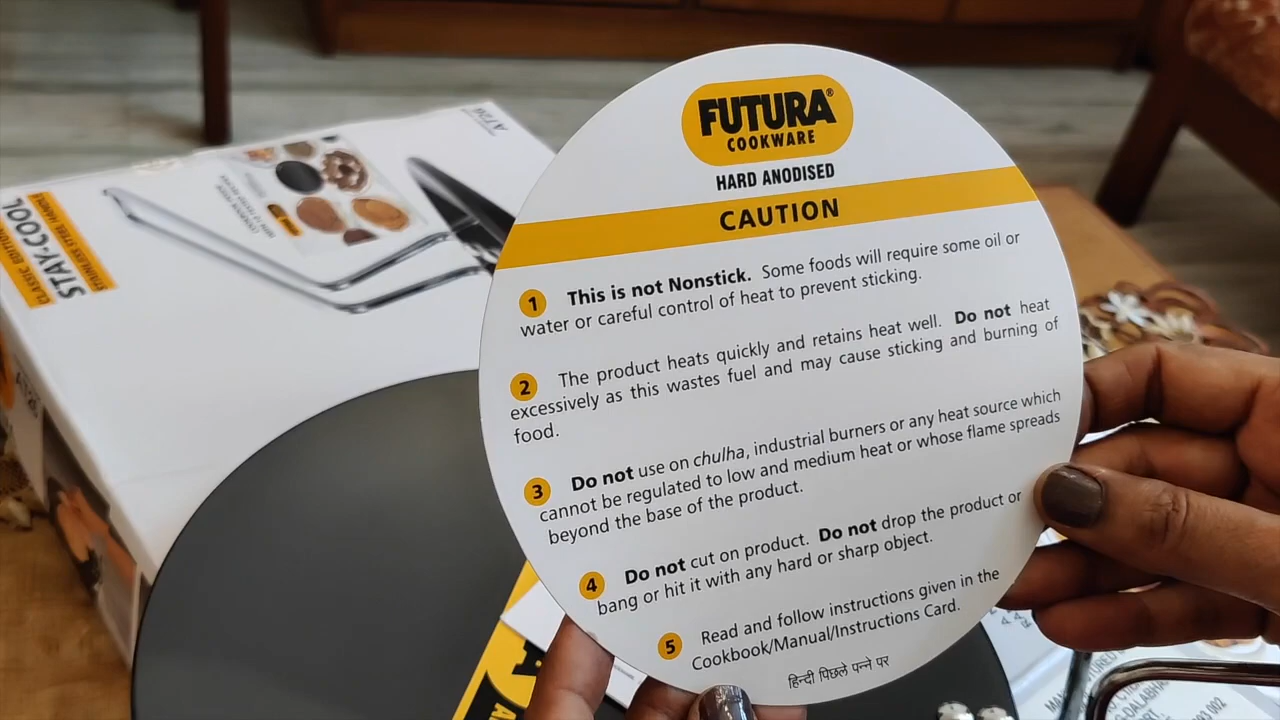 FUTURA®
COOKWARE
HARD ANODISED
CAUTION
1 This is not Nonstick. Some foods will require some oil or
water or careful control of heat to prevent sticking.
2 The product heats quickly and retains heat well. Do not heat
excessively as this wastes fuel and may cause sticking and burning of
food.
3 Do not use on chulha, industrial burners or any heat source which
cannot be regulated to low and medium heat or whose flame spreads
beyond the base of the product.
4 Do not cut on product. Do not drop the product or
bang or hit it with any hard or sharp object.
5 Read and follow instructions given in the
Cookbook/Manual/Instructions Card.
हिन्दी पिछले पन्ने पर
CLASSIC EDITION
STAY-COOL
STAINLESS STEEL HANDLE